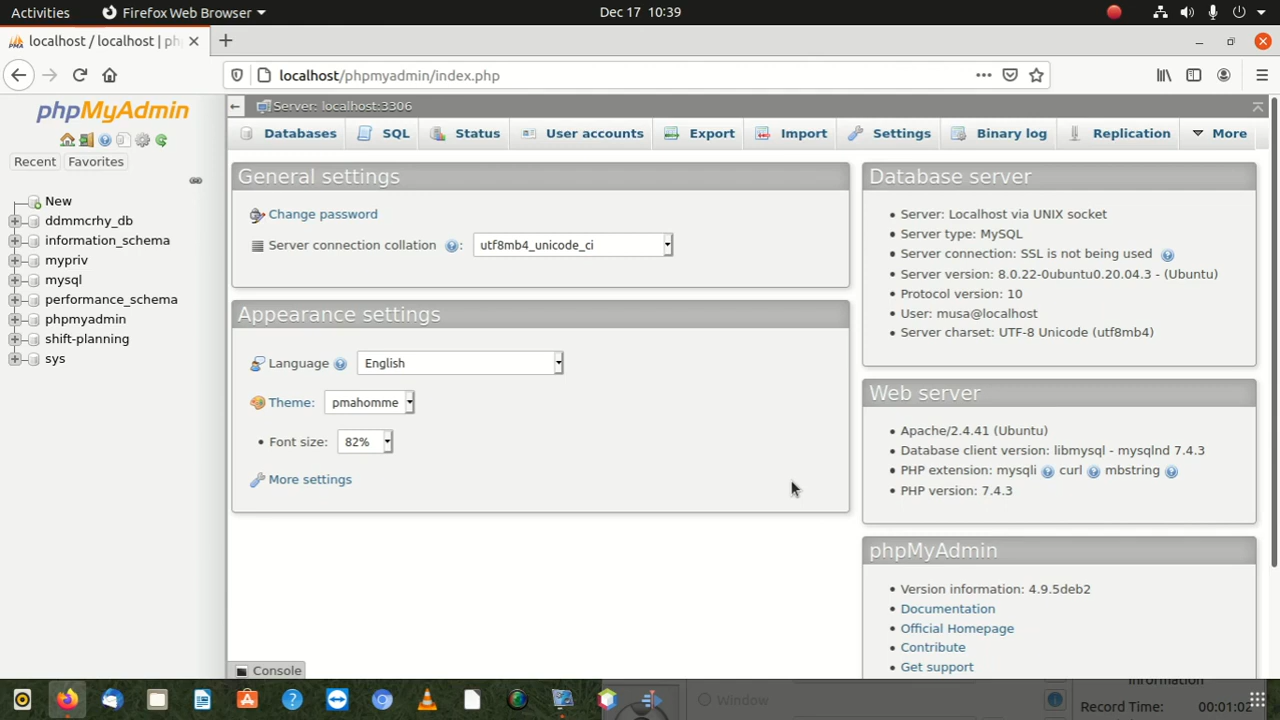 Activities
Firefox Web Browser
Dec 17 10:39
localhost / localhost | ph
localhost/phpmyadmin/index.php
phpMyAdmin
Recent
Favorites
New
ddmmcrhy_db
information_schema
mypriv
mysql
performance_schema
phpmyadmin
shift-planning
sys
Server: localhost:3306
Databases
SQL
Status
User accounts
Export
Import
Settings
Binary log
Replication
More
General settings
Change password
Server connection collation : utf8mb4_unicode_ci
Appearance settings
Language English
Theme: pmahomme
• Font size: 82%
More settings
Console
Database server
• Server: Localhost via UNIX socket
• Server type: MySQL
• Server connection: SSL is not being used
• Server version: 8.0.22-0ubuntu0.20.04.3 - (Ubuntu)
• Protocol version: 10
• User: musa@localhost
• Server charset: UTF-8 Unicode (utf8mb4)
Web server
• Apache/2.4.41 (Ubuntu)
• Database client version: libmysql - mysqlnd 7.4.3
• PHP extension: mysqli curl mbstring
• PHP version: 7.4.3
phpMyAdmin
• Version information: 4.9.5deb2
• Documentation
• Official Homepage
• Contribute
• Get support
Window
Information
Record Time: 00:01:02